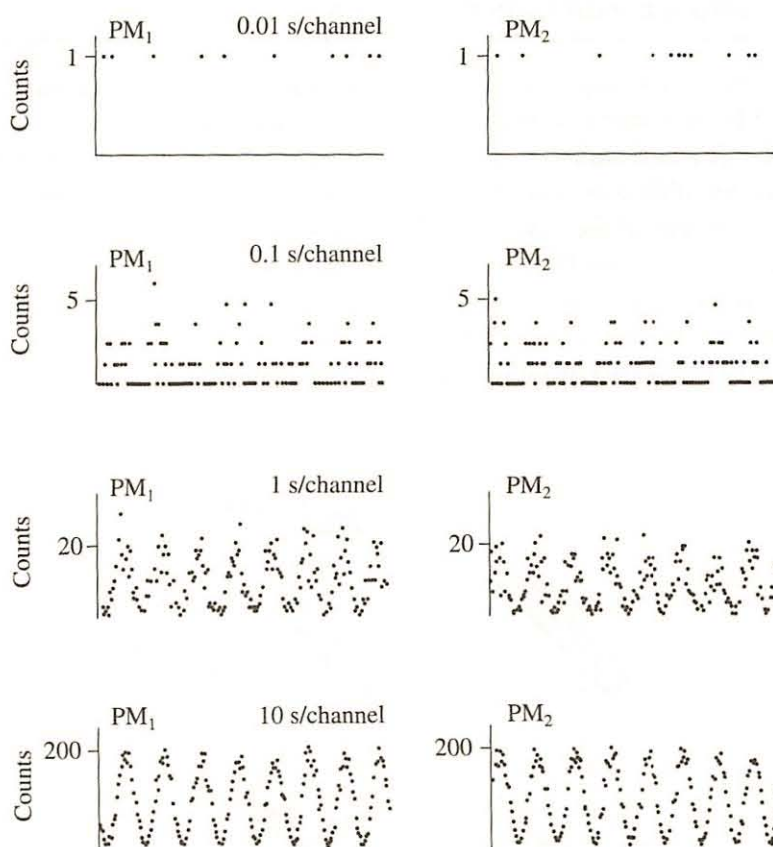 PM₁ 0.01 s/channel PM₂
1 1
Counts
PM₁ 0.1 s/channel PM₂
5 5
Counts
PM₁ 1 s/channel PM₂
20 20
Counts
PM₁ 10 s/channel PM₂
200 200
Counts